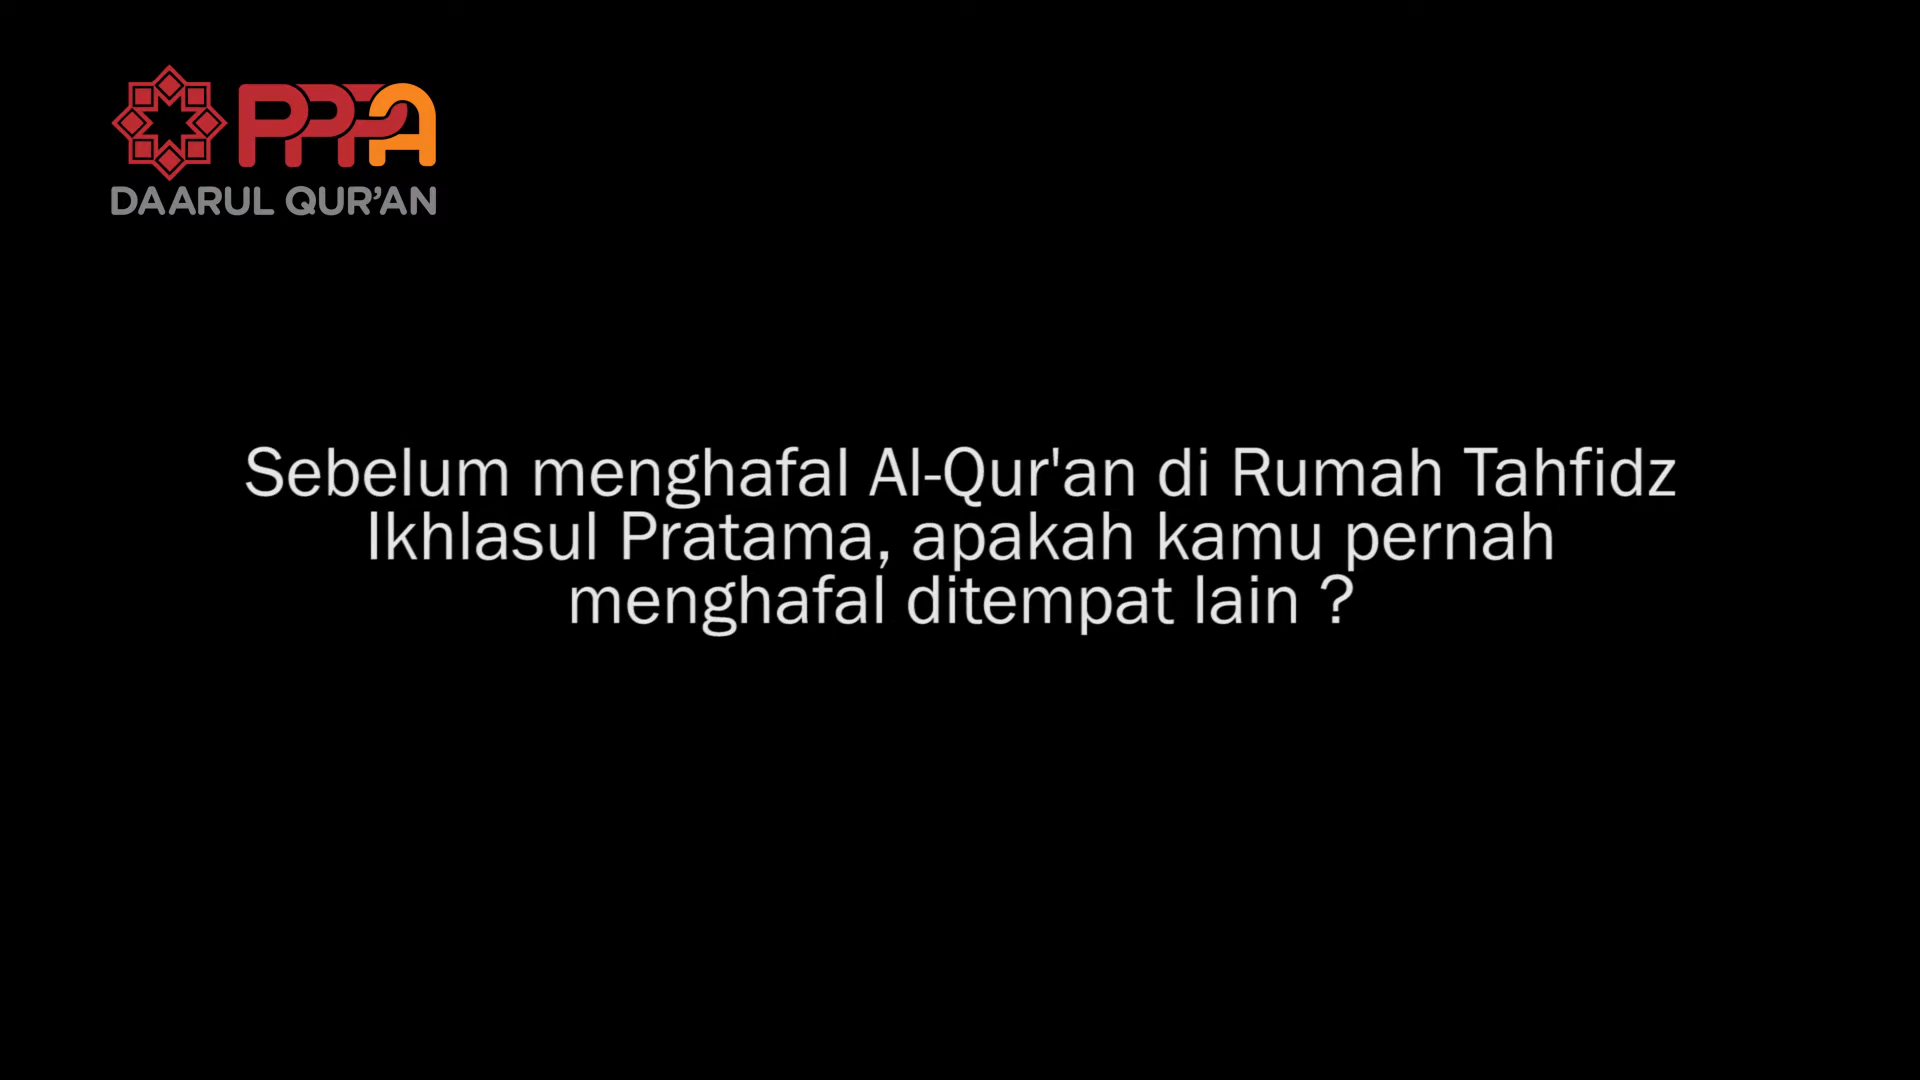 PPPA
DAARUL QUR'AN
Sebelum menghafal Al-Qur'an di Rumah Tahfidz
Ikhlasul Pratama, apakah kamu pernah
menghafal ditempat lain ?